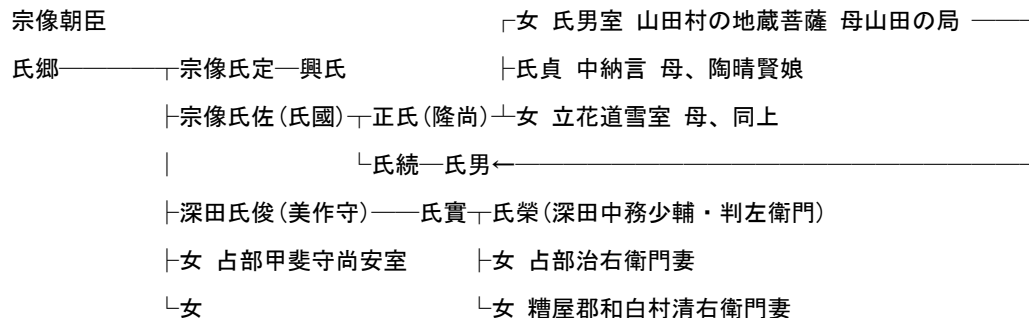 宗像朝臣 ┌女 氏男室 山田村の地蔵菩薩 母山田の局 ──
氏郷─────┬宗像氏定─興氏 ├氏貞 中納言 母、陶晴賢娘
├宗像氏佐(氏國)┬正氏(隆尚)┴女 立花道雪室 母、同上
│ └氏続─氏男←──────────────────────
├深田氏俊(美作守)──氏實┬氏榮(深田中務少輔・判左衛門)
├女 占部甲斐守尚安室 ├女 占部治右衛門妻
└女 └女 糟屋郡和白村清右衛門妻